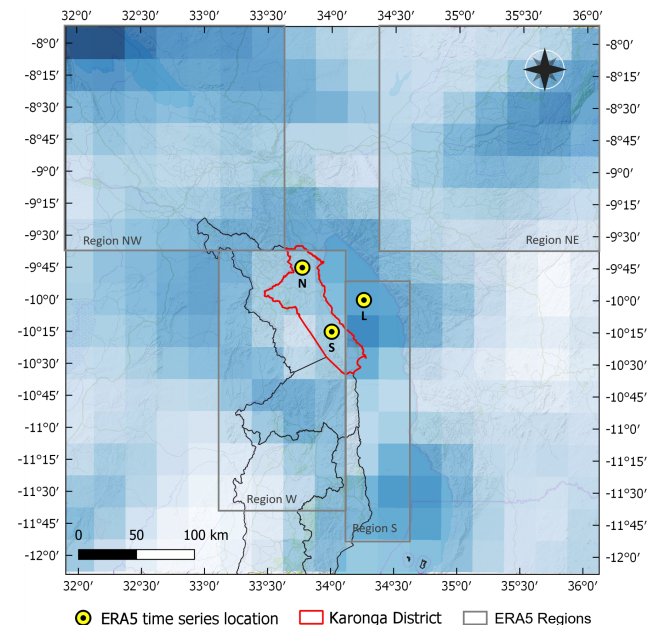 32°0′ 32°30′ 33°0′ 33°30′ 34°0′ 34°30′ 35°0′ 35°30′ 36°0′
-8°0′ -8°0′
-8°15′ -8°15′
-8°30′ -8°30′
-8°45′ -8°45′
-9°0′ -9°0′
-9°15′ -9°15′
-9°30′ Region NW Region NE -9°30′
-9°45′ N -9°45′
-10°0′ L -10°0′
-10°15′ S -10°15′
-10°30′ -10°30′
-10°45′ -10°45′
-11°0′ -11°0′
-11°15′ -11°15′
-11°30′ Region W -11°30′
-11°45′ Region S -11°45′
0 50 100 km
-12°0′ -12°0′
32°0′ 32°30′ 33°0′ 33°30′ 34°0′ 34°30′ 35°0′ 35°30′ 36°0′
ERA5 time series location Karonga District ERA5 Regions